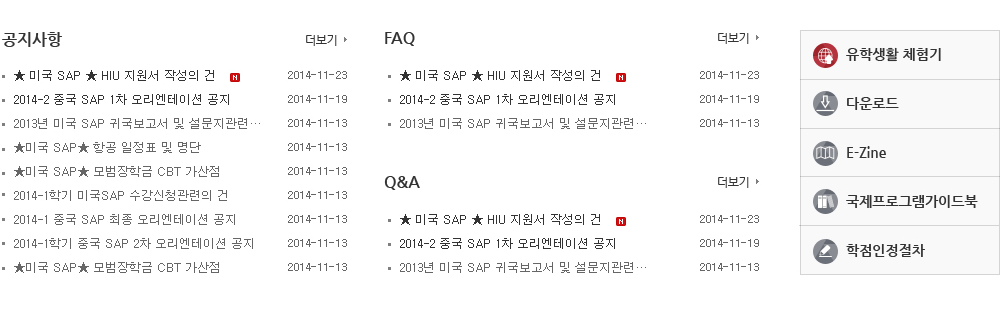 공지사항
더보기
★ 미국 SAP ★ HIU 지원서 작성의 건 N 2014-11-23
2014-2 중국 SAP 1차 오리엔테이션 공지 2014-11-19
2013년 미국 SAP 귀국보고서 및 설문지관련… 2014-11-13
★미국 SAP★ 항공 일정표 및 명단 2014-11-13
★미국 SAP★ 모범장학금 CBT 가산점 2014-11-13
2014-1학기 미국SAP 수강신청관련의 건 2014-11-13
2014-1 중국 SAP 최종 오리엔테이션 공지 2014-11-13
2014-1학기 중국 SAP 2차 오리엔테이션 공지 2014-11-13
★미국 SAP★ 모범장학금 CBT 가산점 2014-11-13
FAQ
더보기
★ 미국 SAP ★ HIU 지원서 작성의 건 N 2014-11-23
2014-2 중국 SAP 1차 오리엔테이션 공지 2014-11-19
2013년 미국 SAP 귀국보고서 및 설문지관련… 2014-11-13
Q&A
더보기
★ 미국 SAP ★ HIU 지원서 작성의 건 N 2014-11-23
2014-2 중국 SAP 1차 오리엔테이션 공지 2014-11-19
2013년 미국 SAP 귀국보고서 및 설문지관련… 2014-11-13
유학생활 체험기
다운로드
E-Zine
국제프로그램가이드북
학점인정절차